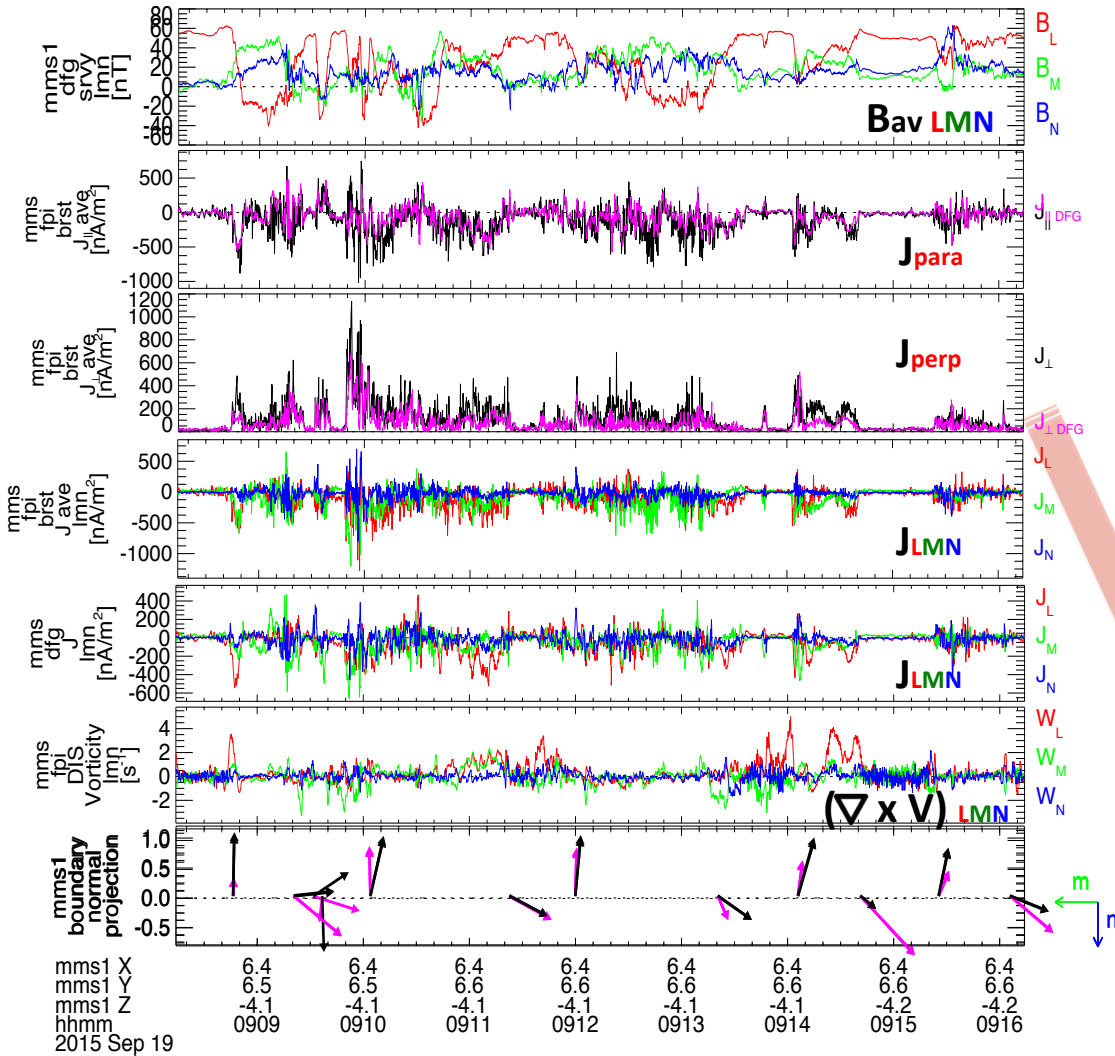 80
60
40
20
0
-20
-40
-60
mms1
dfg
srvy
lmn
[nT]
B_L
B_M
B_N
Bav LMN
500
0
-500
-1000
mms
fpi
brst
J_|| ave
[nA/m²]
J_|| DFG
Jpara
1200
1000
800
600
400
200
0
mms
fpi
brst
J_⊥ ave
[nA/m²]
J_⊥
J_⊥ DFG
Jperp
500
0
-500
-1000
mms
fpi
brst
J ave
lmn
[nA/m²]
J_L
J_M
J_N
JLMN
400
200
0
-200
-400
-600
mms
dfg
J
lmn
[nA/m²]
J_L
J_M
J_N
JLMN
4
2
0
-2
mms
fpi
DIS
Vorticity
lmn
[s⁻¹]
W_L
W_M
W_N
(∇ x V) LMN
1.0
0.5
0.0
-0.5
mms1
boundary
normal
projection
m
n
mms1 X 6.4 6.4 6.4 6.4 6.4 6.4 6.4 6.4
mms1 Y 6.5 6.5 6.6 6.6 6.6 6.6 6.6 6.6
mms1 Z -4.1 -4.1 -4.1 -4.1 -4.1 -4.1 -4.2 -4.2
hhmm 0909 0910 0911 0912 0913 0914 0915 0916
2015 Sep 19